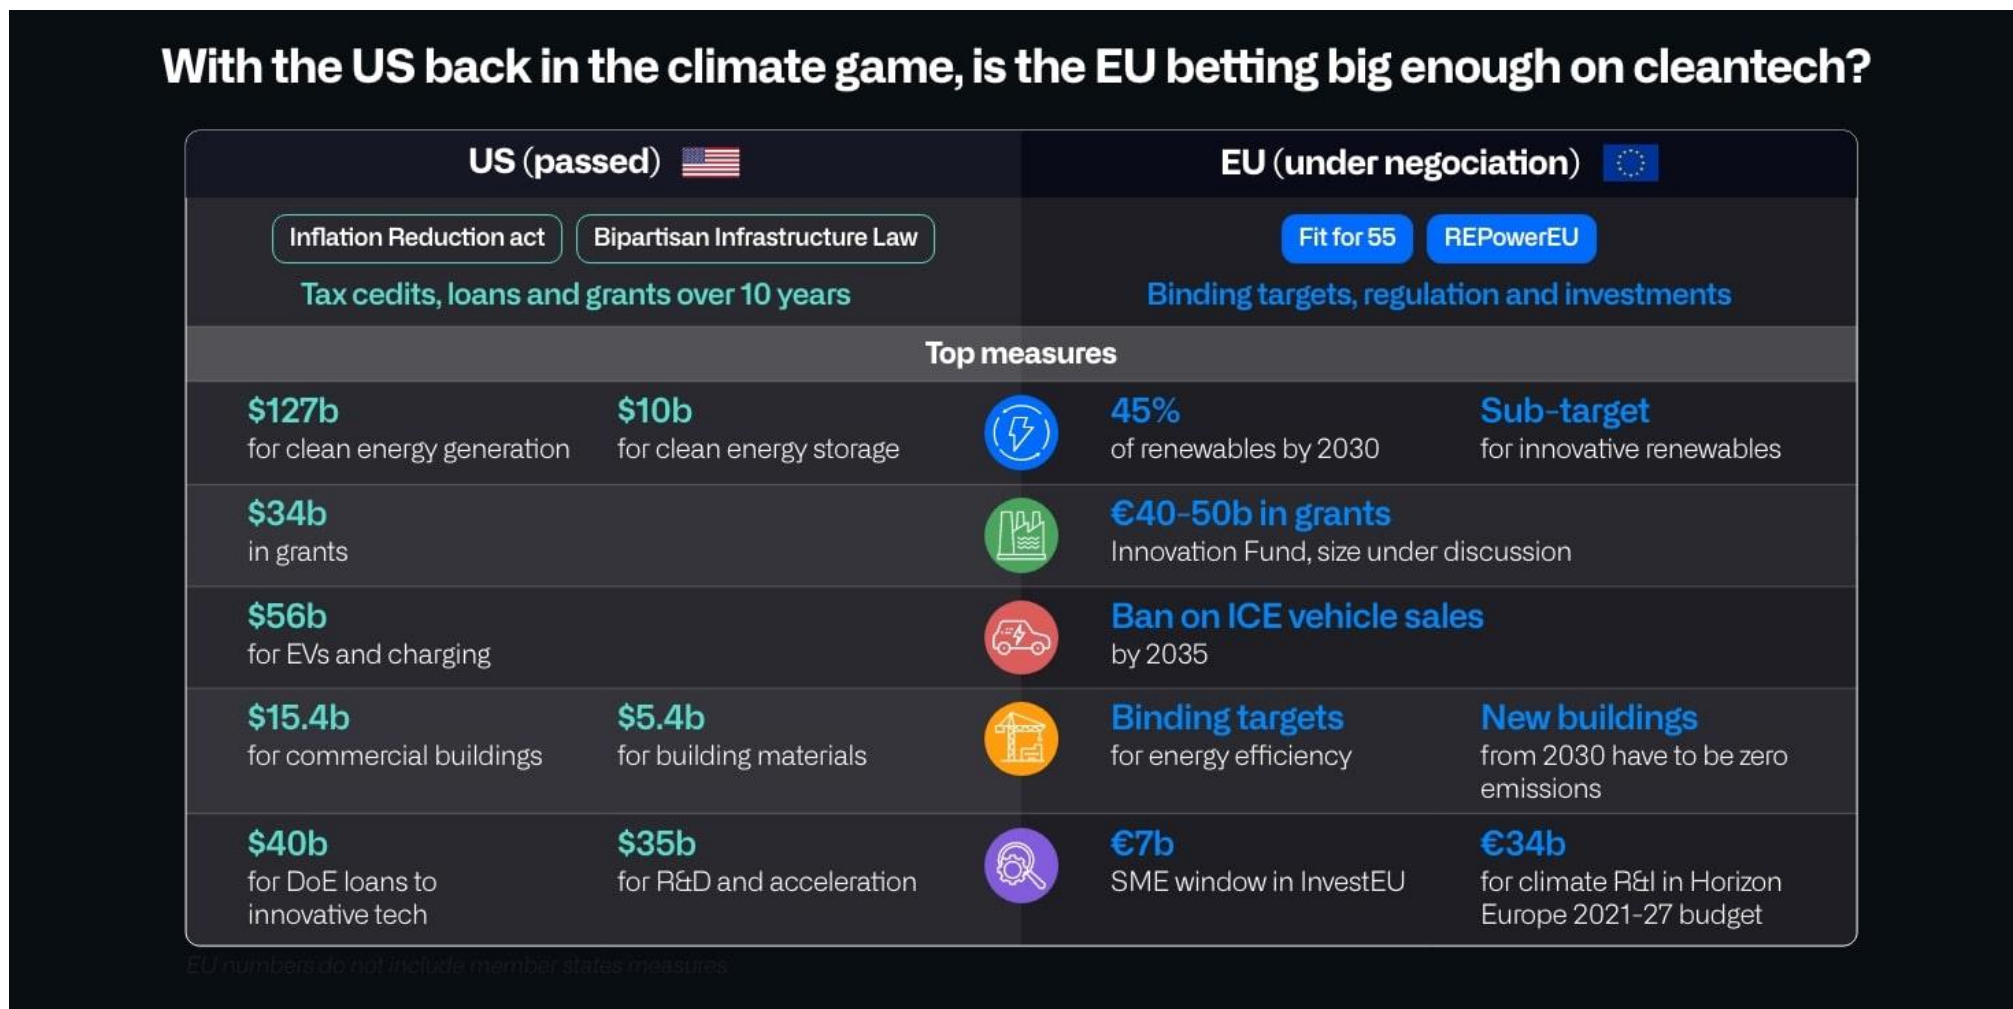 With the US back in the climate game, is the EU betting big enough on cleantech?
US (passed)
EU (under negociation)
Inflation Reduction act
Bipartisan Infrastructure Law
Fit for 55
REPowerEU
Tax cedits, loans and grants over 10 years
Binding targets, regulation and investments
Top measures
$127b
for clean energy generation
$10b
for clean energy storage
45%
of renewables by 2030
Sub-target
for innovative renewables
$34b
in grants
€40-50b in grants
Innovation Fund, size under discussion
$56b
for EVs and charging
Ban on ICE vehicle sales
by 2035
$15.4b
for commercial buildings
$5.4b
for building materials
Binding targets
for energy efficiency
New buildings
from 2030 have to be zero
emissions
$40b
for DoE loans to
innovative tech
$35b
for R&D and acceleration
€7b
SME window in InvestEU
€34b
for climate R&I in Horizon
Europe 2021-27 budget
EU numbers do not include member states measures